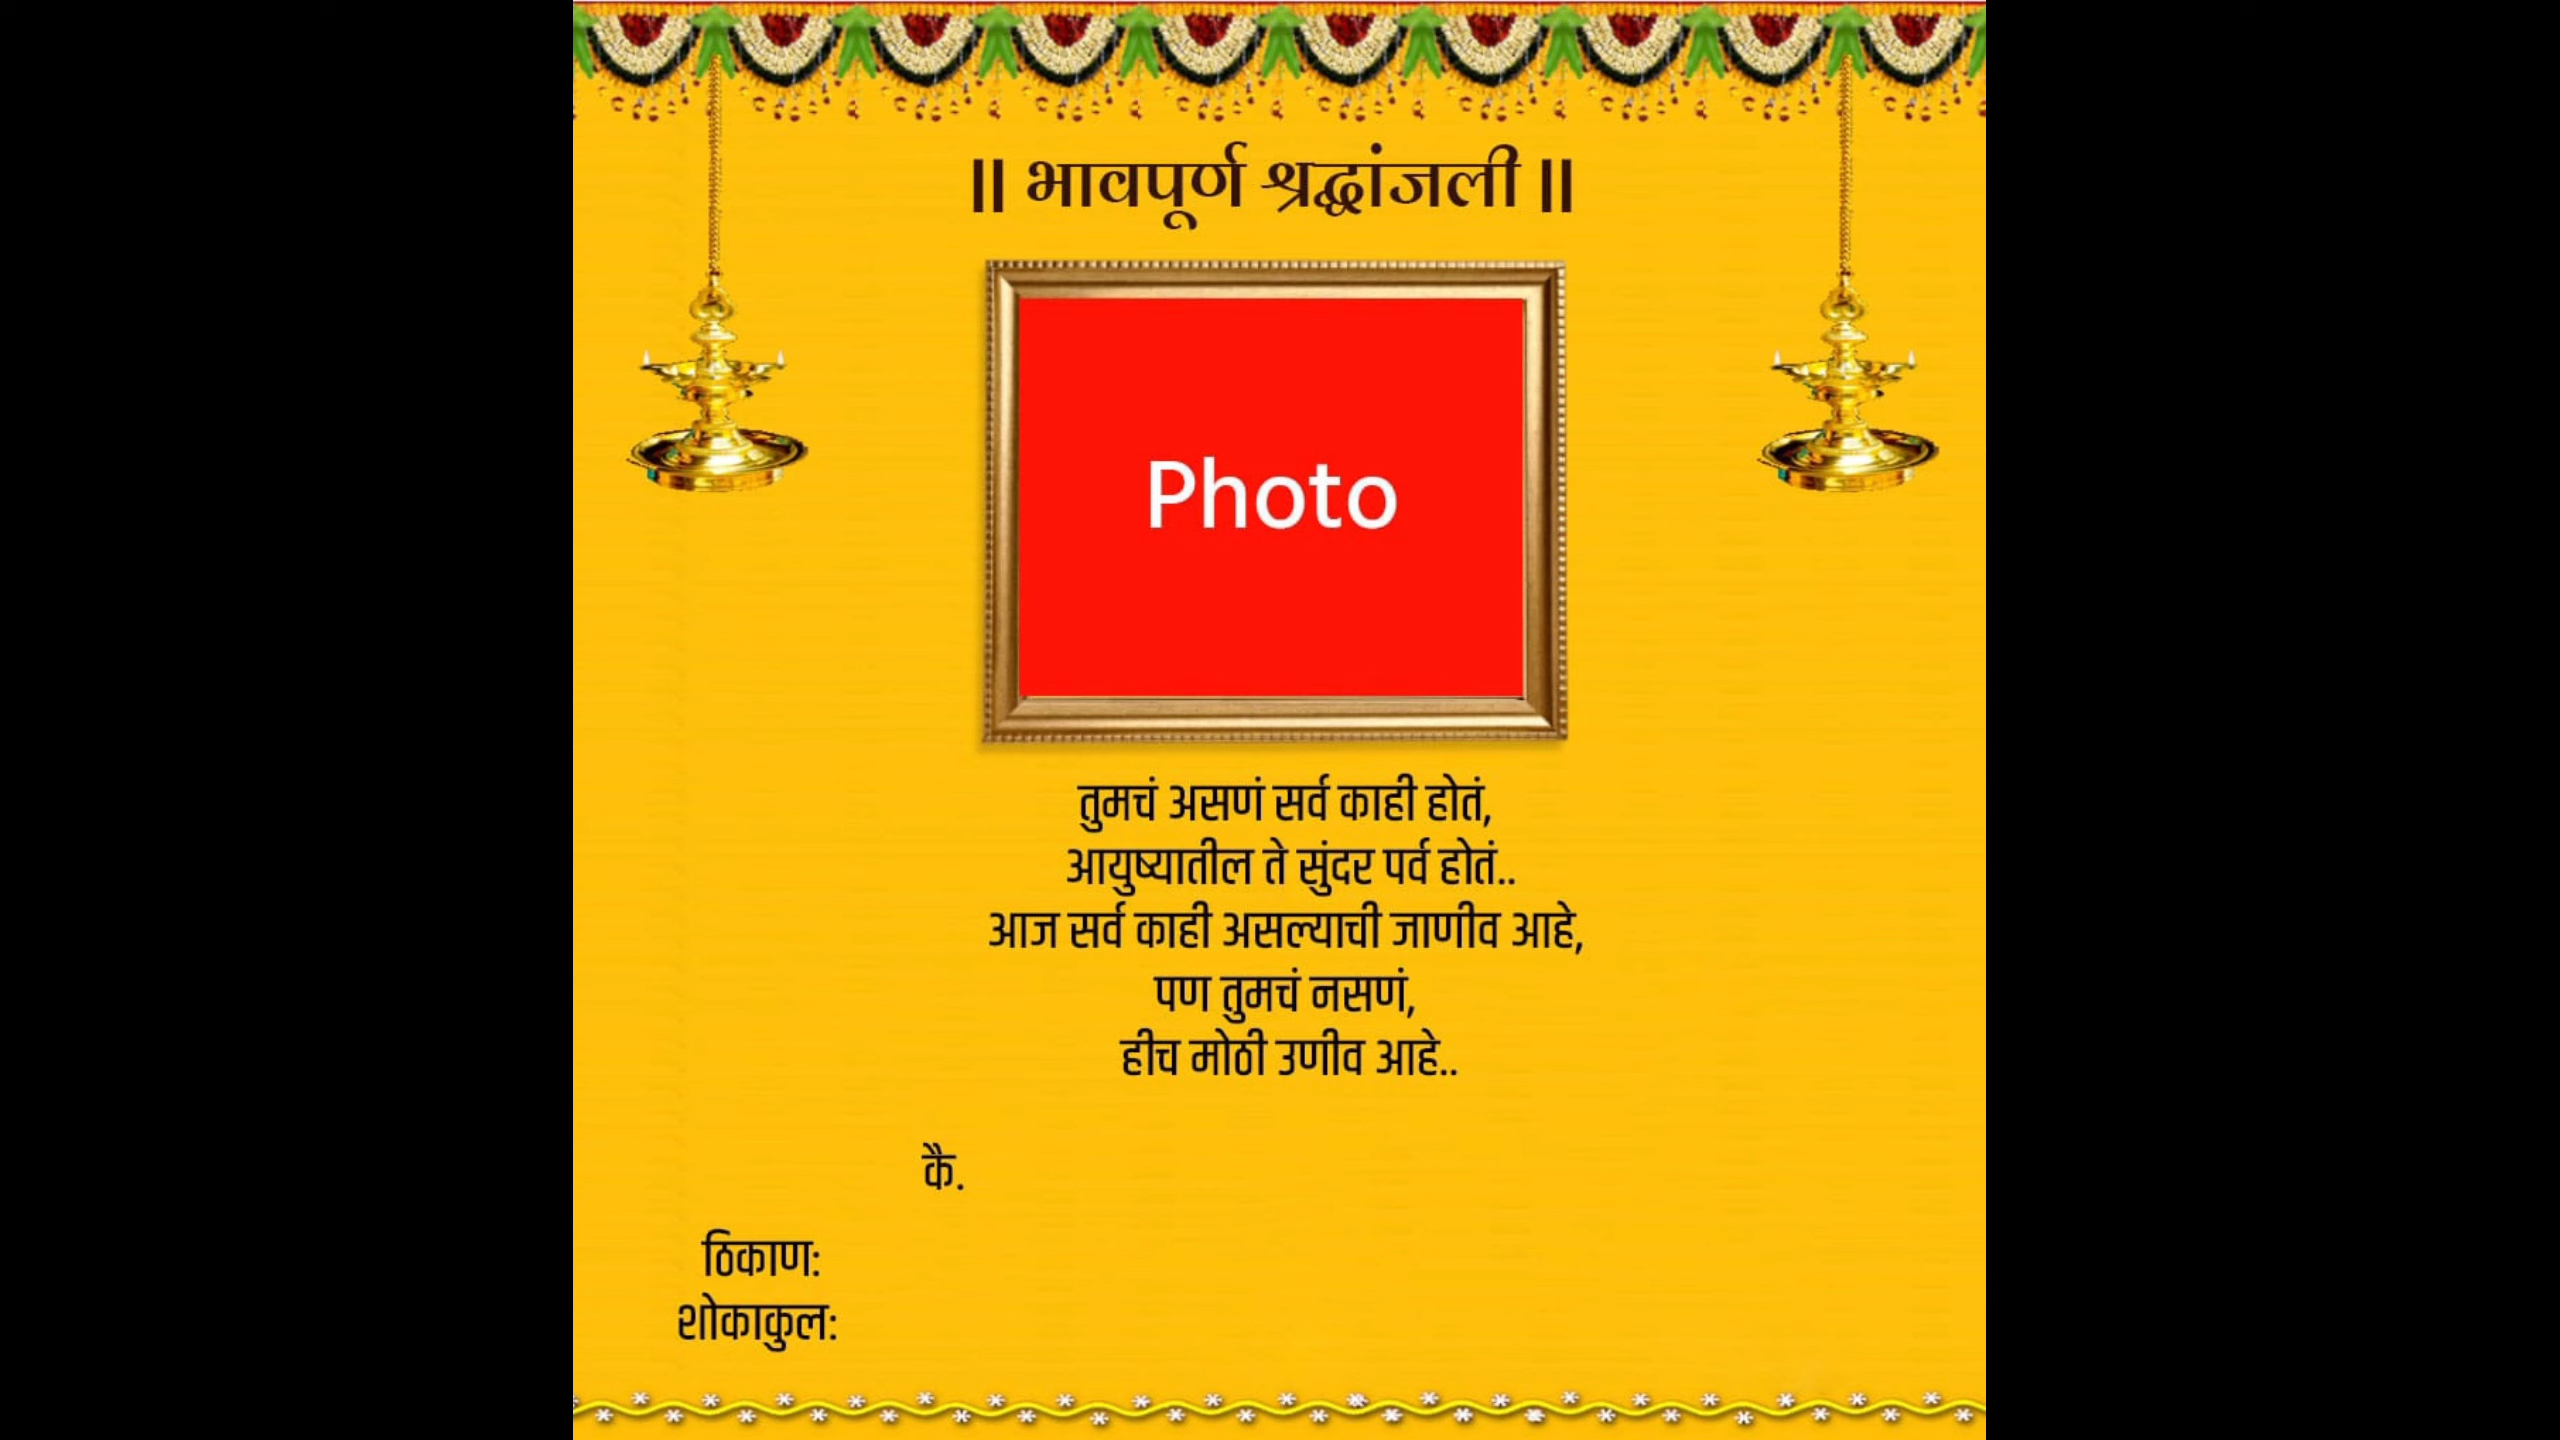 || भावपूर्ण श्रद्धांजली ||
Photo
तुमचं असणं सर्व काही होतं,
आयुष्यातील ते सुंदर पर्व होतं..
आज सर्व काही असल्याची जाणीव आहे,
पण तुमचं नसणं,
हीच मोठी उणीव आहे..
कै.
ठिकाण:
शोकाकुल: